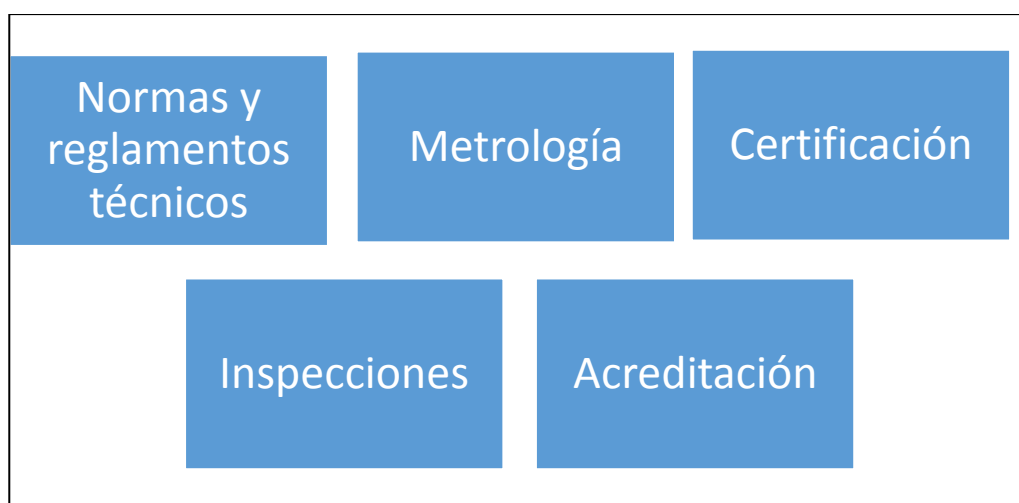 Normas y
reglamentos
técnicos
Metrología
Certificación
Inspecciones
Acreditación